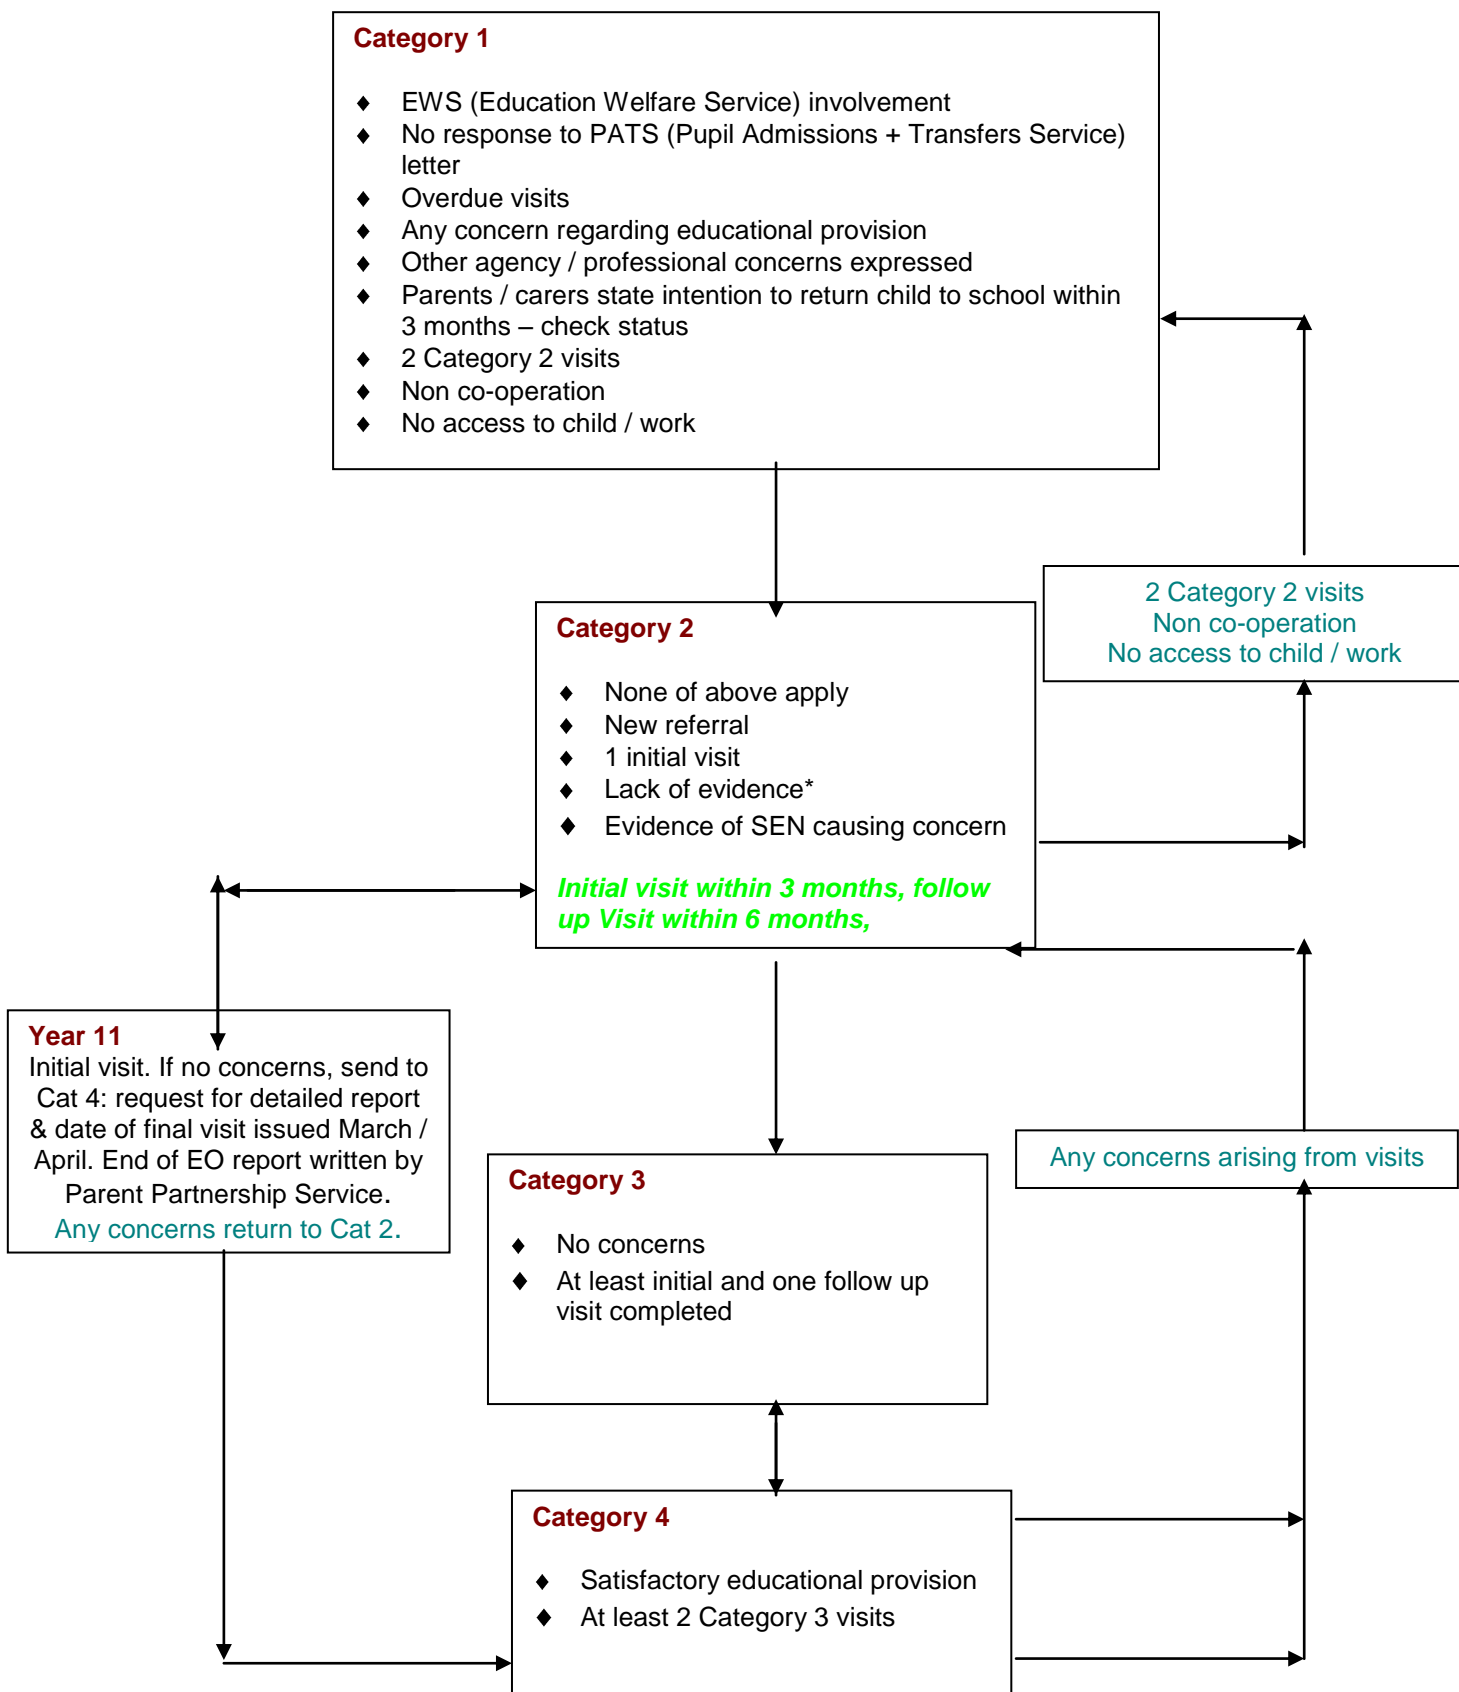 Category 1
♦ EWS (Education Welfare Service) involvement
♦ No response to PATS (Pupil Admissions + Transfers Service)
letter
♦ Overdue visits
♦ Any concern regarding educational provision
♦ Other agency / professional concerns expressed
♦ Parents / carers state intention to return child to school within
3 months – check status
♦ 2 Category 2 visits
♦ Non co-operation
♦ No access to child / work
2 Category 2 visits
Non co-operation
No access to child / work
Category 2
♦ None of above apply
♦ New referral
♦ 1 initial visit
♦ Lack of evidence*
♦ Evidence of SEN causing concern
Initial visit within 3 months, follow
up Visit within 6 months,
Year 11
Initial visit. If no concerns, send to
Cat 4: request for detailed report
& date of final visit issued March /
April. End of EO report written by
Parent Partnership Service.
Any concerns return to Cat 2.
Any concerns arising from visits
Category 3
♦ No concerns
♦ At least initial and one follow up
visit completed
Category 4
♦ Satisfactory educational provision
♦ At least 2 Category 3 visits